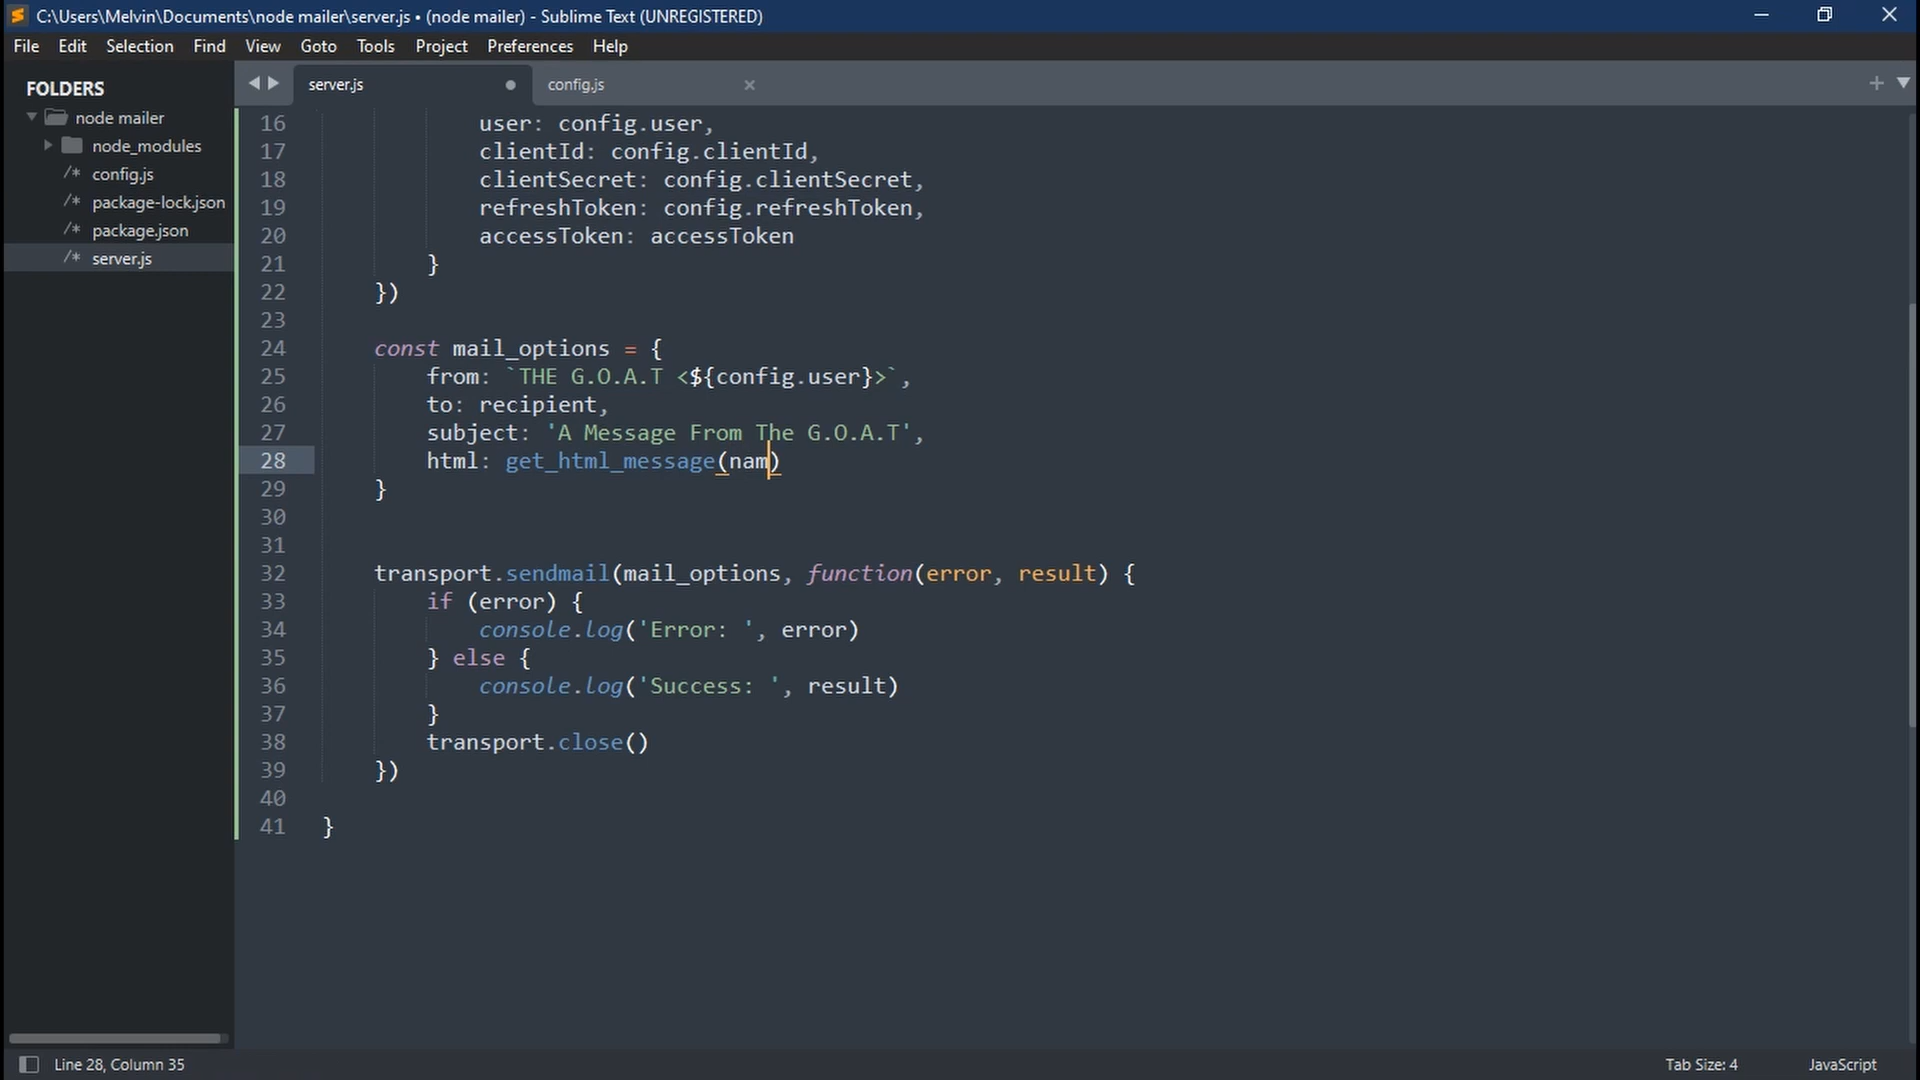 C:\Users\Melvin\Documents\node mailer\server.js • (node mailer) - Sublime Text (UNREGISTERED)
File Edit Selection Find View Goto Tools Project Preferences Help
FOLDERS
node mailer
node_modules
/* config.js
/* package-lock.json
/* package.json
/* server.js
server.js
config.js
16 user: config.user,
17 clientId: config.clientId,
18 clientSecret: config.clientSecret,
19 refreshToken: config.refreshToken,
20 accessToken: accessToken
21 }
22 })
23
24 const mail_options = {
25 from: `THE G.O.A.T <${config.user}>`,
26 to: recipient,
27 subject: 'A Message From The G.O.A.T',
28 html: get_html_message(nam)
29 }
30
31
32 transport.sendmail(mail_options, function(error, result) {
33 if (error) {
34 console.log('Error: ', error)
35 } else {
36 console.log('Success: ', result)
37 }
38 transport.close()
39 })
40
41 }
Line 28, Column 35
Tab Size: 4
JavaScript